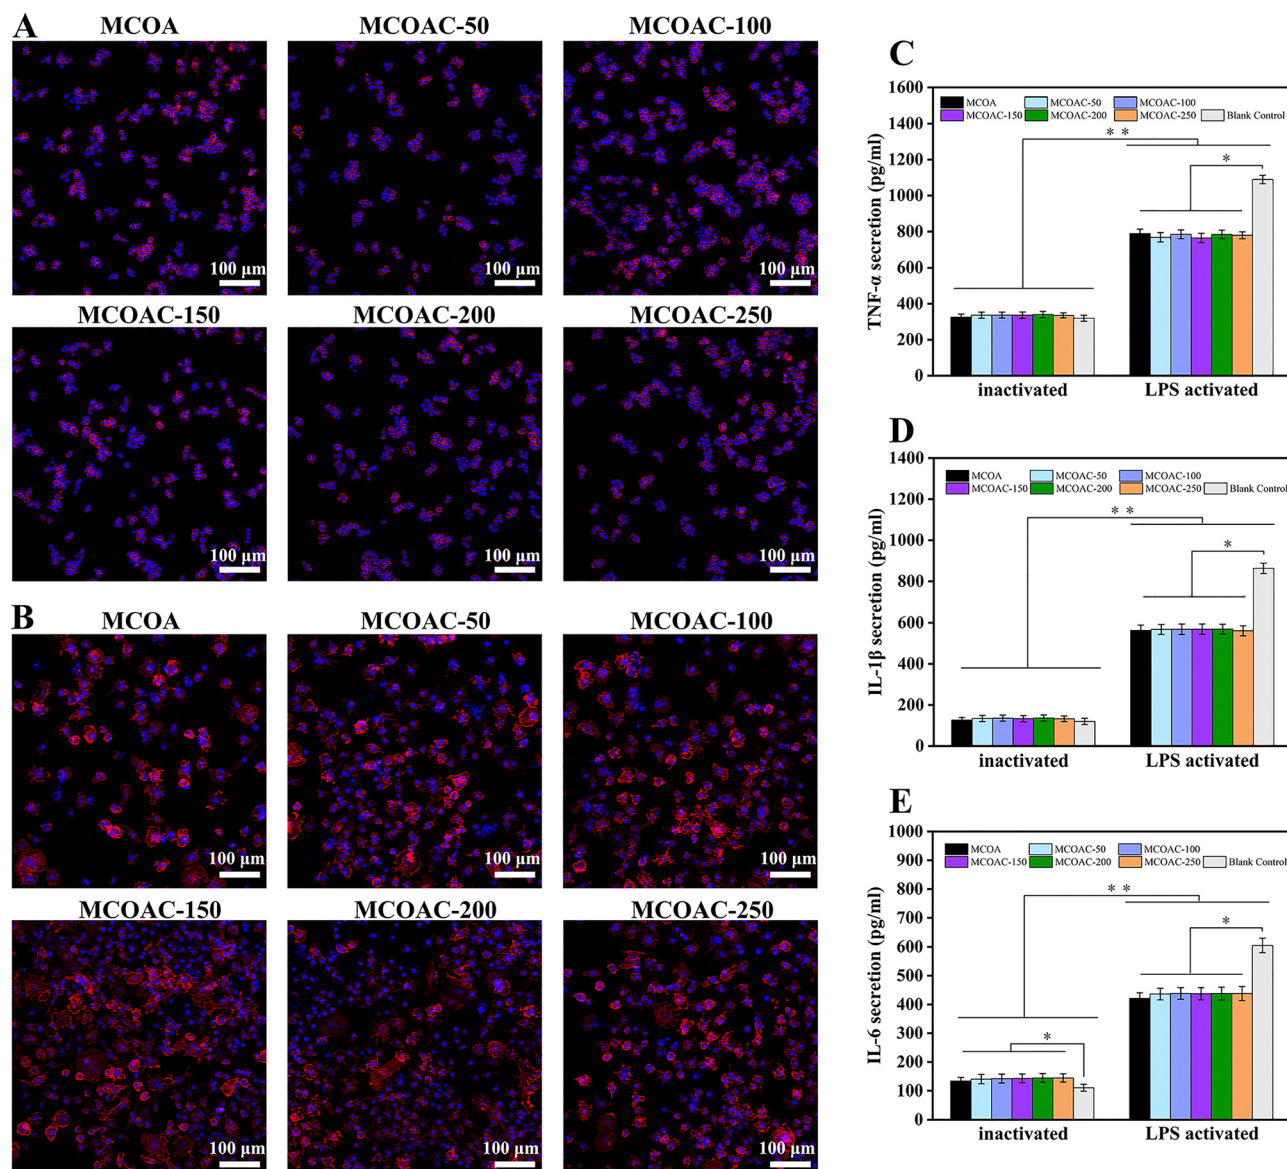 A
MCOA
MCOAC-50
MCOAC-100
100 μm
100 μm
100 μm
MCOAC-150
MCOAC-200
MCOAC-250
100 μm
100 μm
100 μm
B
MCOA
MCOAC-50
MCOAC-100
100 μm
100 μm
100 μm
MCOAC-150
MCOAC-200
MCOAC-250
100 μm
100 μm
100 μm
C
TNF-α secretion (pg/ml)
1600
1400
1200
1000
800
600
400
200
0
MCOA
MCOAC-50
MCOAC-100
MCOAC-150
MCOAC-200
MCOAC-250
Blank Control
* *
*
inactivated
LPS activated
D
IL-1β secretion (pg/ml)
1400
1200
1000
800
600
400
200
0
MCOA
MCOAC-50
MCOAC-100
MCOAC-150
MCOAC-200
MCOAC-250
Blank Control
* *
*
inactivated
LPS activated
E
IL-6 secretion (pg/ml)
1000
900
800
700
600
500
400
300
200
100
0
MCOA
MCOAC-50
MCOAC-100
MCOAC-150
MCOAC-200
MCOAC-250
Blank Control
* *
*
*
inactivated
LPS activated